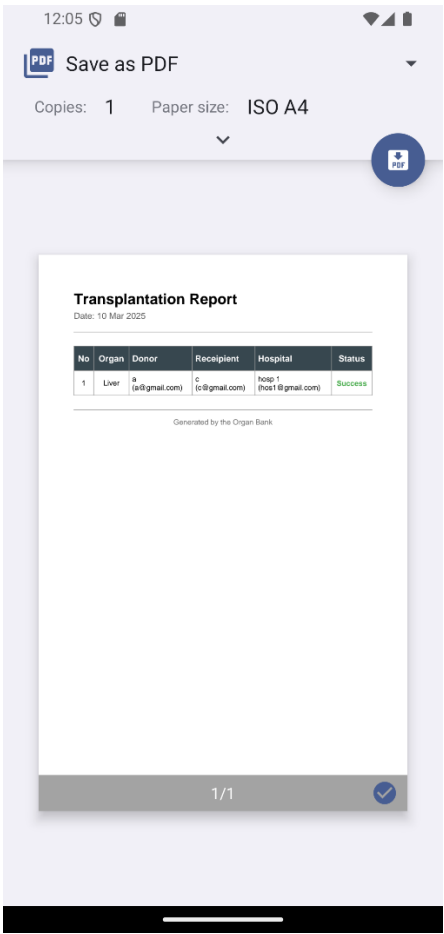 12:05
PDF Save as PDF
Copies: 1 Paper size: ISO A4
PDF
Transplantation Report
Date: 10 Mar 2025
No Organ Donor Receipient Hospital Status
1 Liver a (a@gmail.com) c (c@gmail.com) hosp 1 (hos1@gmail.com) Success
Generated by the Organ Bank
1/1